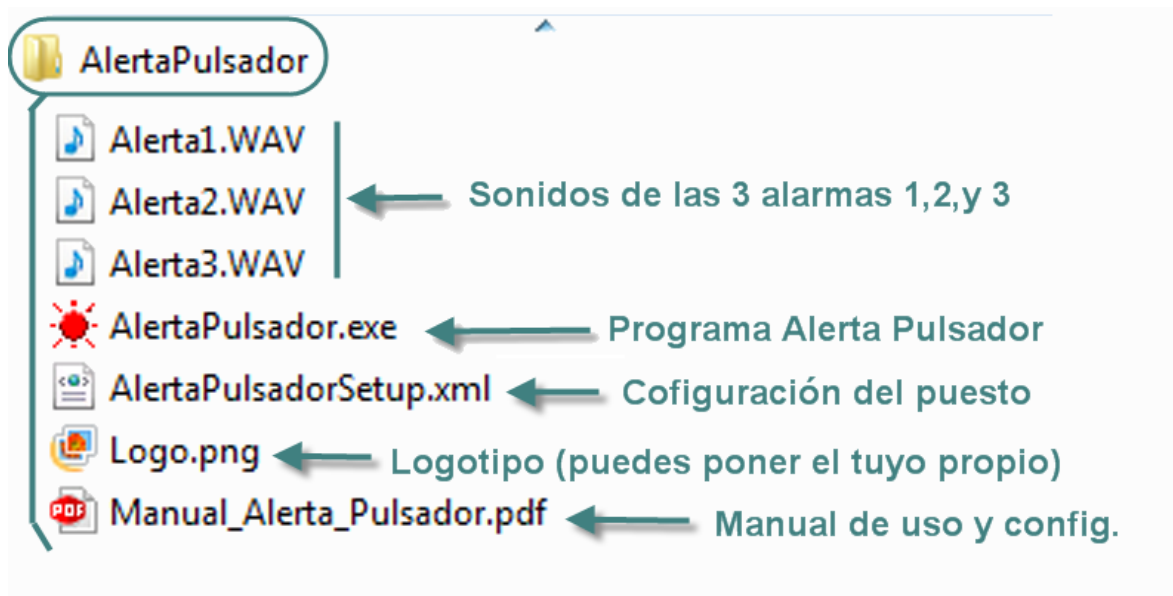 AlertaPulsador
Alerta1.WAV
Alerta2.WAV
Sonidos de las 3 alarmas 1,2,y 3
Alerta3.WAV
AlertaPulsador.exe
Programa Alerta Pulsador
AlertaPulsadorSetup.xml
Cofiguración del puesto
Logo.png
Logotipo (puedes poner el tuyo propio)
PDF
Manual_Alerta_Pulsador.pdf
Manual de uso y config.